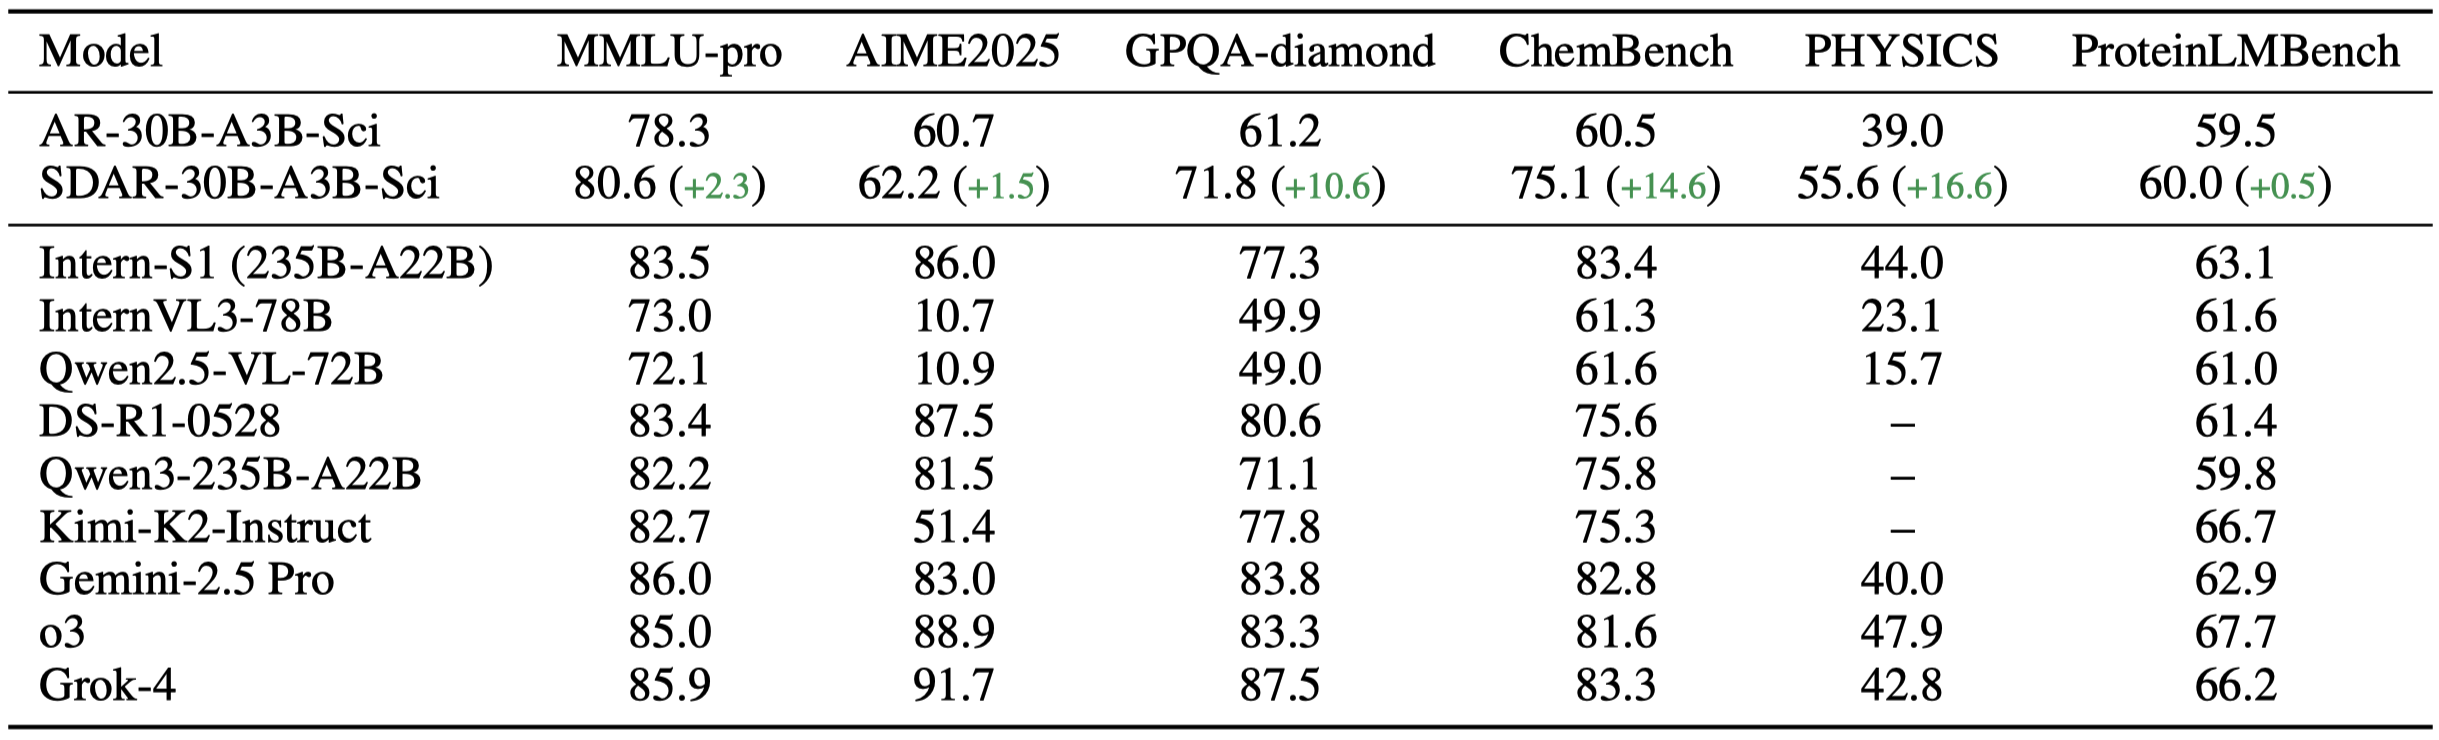 Model MMLU-pro AIME2025 GPQA-diamond ChemBench PHYSICS ProteinLMBench
AR-30B-A3B-Sci 78.3 60.7 61.2 60.5 39.0 59.5
SDAR-30B-A3B-Sci 80.6 (+2.3) 62.2 (+1.5) 71.8 (+10.6) 75.1 (+14.6) 55.6 (+16.6) 60.0 (+0.5)
Intern-S1 (235B-A22B) 83.5 86.0 77.3 83.4 44.0 63.1
InternVL3-78B 73.0 10.7 49.9 61.3 23.1 61.6
Qwen2.5-VL-72B 72.1 10.9 49.0 61.6 15.7 61.0
DS-R1-0528 83.4 87.5 80.6 75.6 – 61.4
Qwen3-235B-A22B 82.2 81.5 71.1 75.8 – 59.8
Kimi-K2-Instruct 82.7 51.4 77.8 75.3 – 66.7
Gemini-2.5 Pro 86.0 83.0 83.8 82.8 40.0 62.9
o3 85.0 88.9 83.3 81.6 47.9 67.7
Grok-4 85.9 91.7 87.5 83.3 42.8 66.2